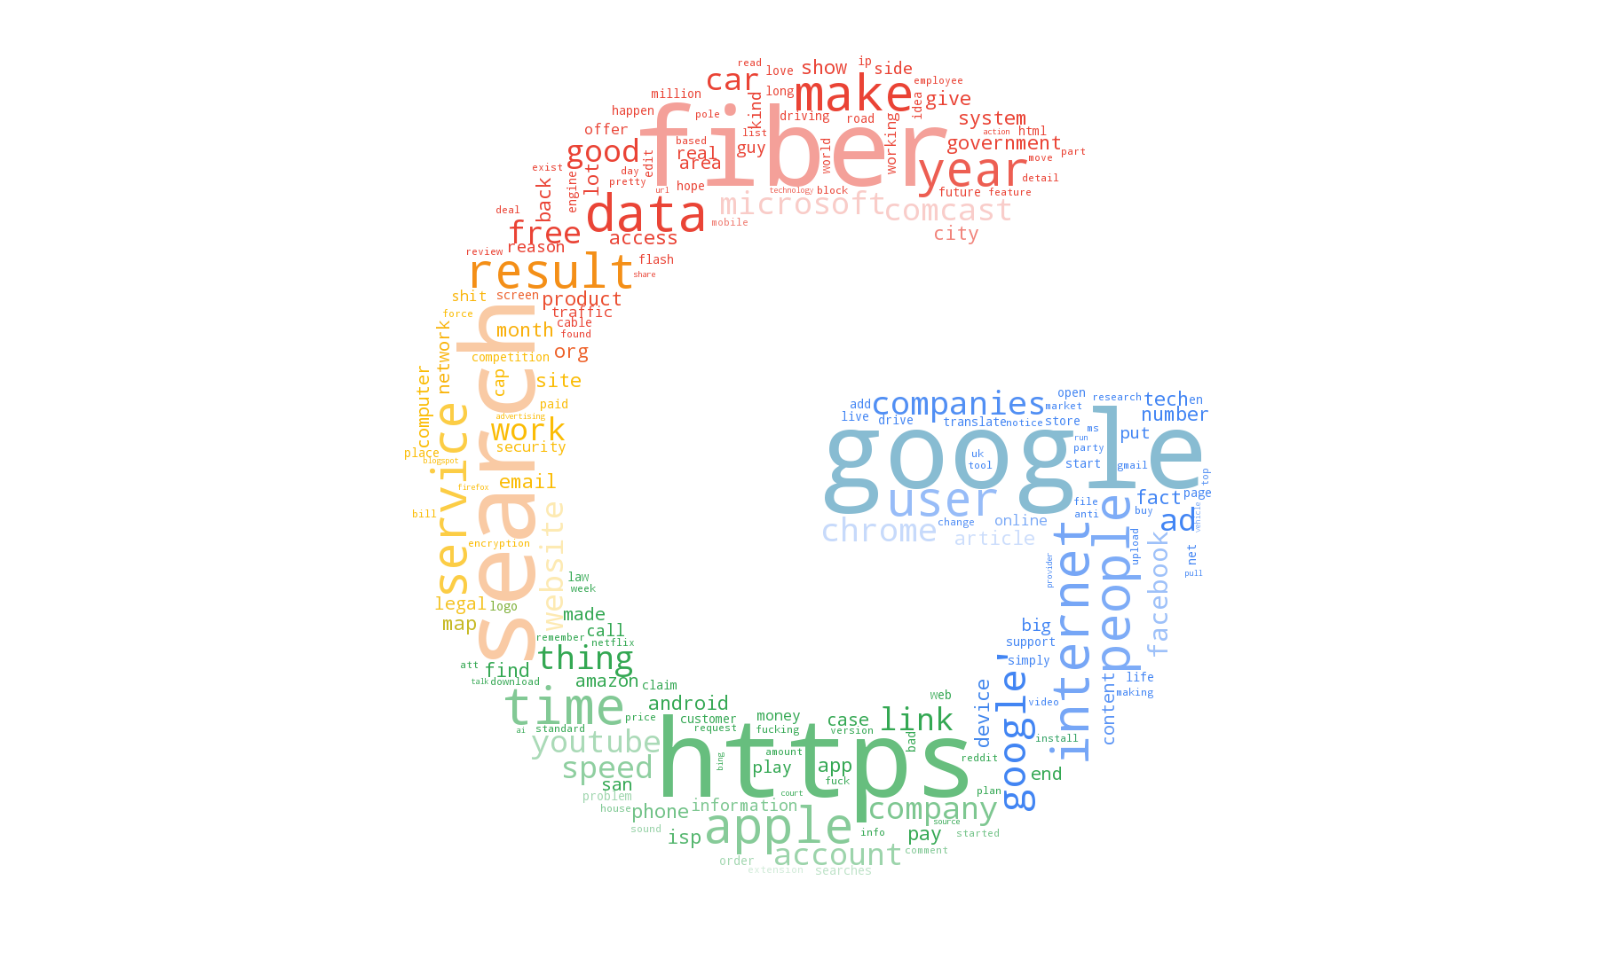 read
love
show
ip
side
car
make
employee
million
long
kind
idea
give
happen
pole
driving
road
working
system
offer
fiber
list
action
html
good
based
edit
real
area
guy
world
government
year
move
part
exist
engine
lot
day
pretty
url
hope
technology
block
future
feature
detail
back
deal
data
microsoft
comcast
mobile
free
access
city
review
reason
result
flash
share
shit
screen
product
force
traffic
month
cable
found
network
search
competition
org
computer
cap
site
paid
advertising
service
work
place
security
blogspot
email
firefox
bill
website
encryption
add
companies
open
market
research
tech
en
live
drive
translate
notice
store
ms
number
google
run
party
put
uk
tool
start
gmail
top
user
file
anti
fact
page
buy
ad
vehicle
chrome
change
online
article
internet
people
upload
facebook
net
provider
pull
law
week
legal
logo
map
made
call
remember
netflix
thing
att
find
talk
download
amazon
claim
big
support
simply
google'
life
making
content
video
device
web
time
android
price
customer
money
case
link
ai
standard
request
fucking
version
bad
install
youtube
https
amount
reddit
speed
bing
play
app
end
san
fuck
court
plan
problem
house
phone
information
company
source
sound
apple
isp
info
pay
started
order
account
comment
extension
searches